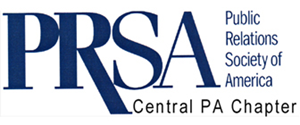 PRSA
Public
Relations
Society of
America
Central PA Chapter